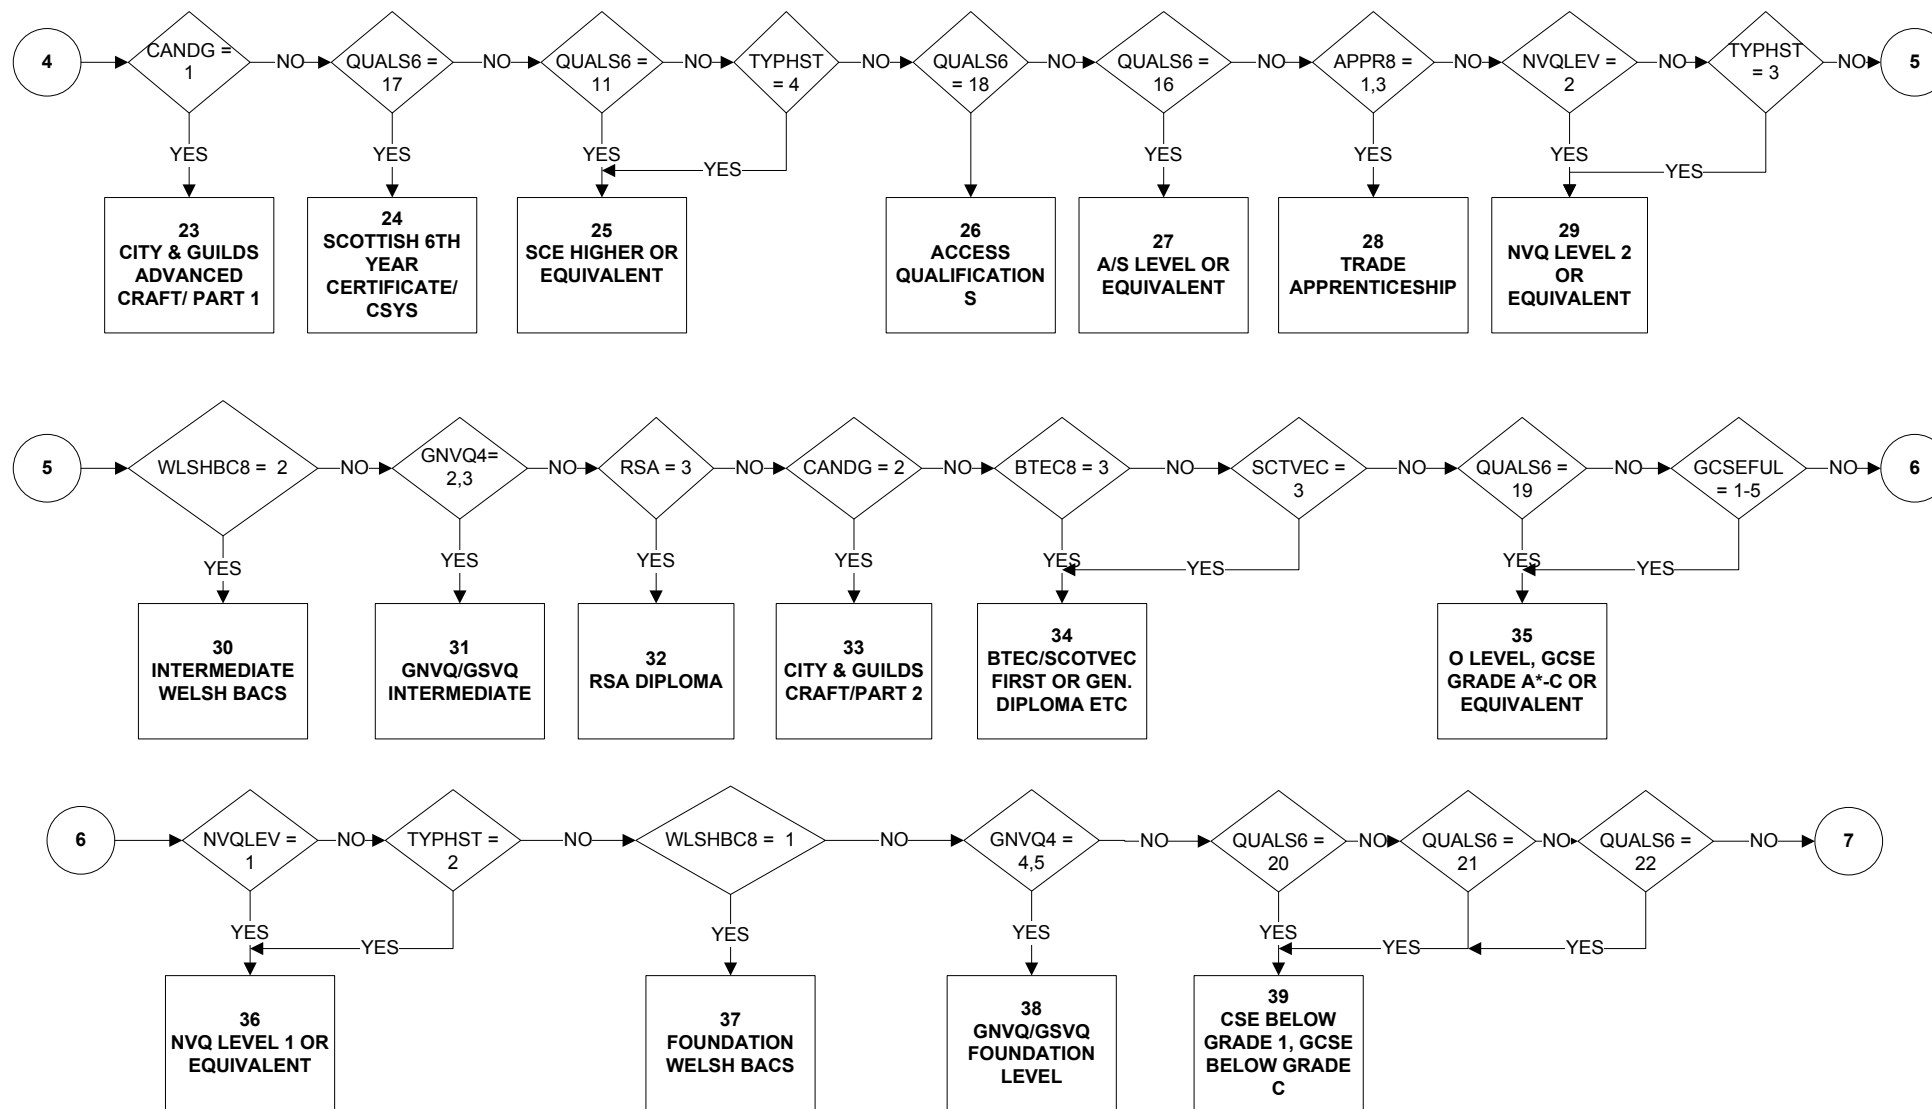 4
CANDG =
1
NO
QUALS6 =
17
NO
QUALS6 =
11
NO
TYPHST
= 4
NO
QUALS6
= 18
NO
QUALS6 =
16
NO
APPR8 =
1,3
NO
NVQLEV =
2
NO
TYPHST
= 3
NO
5
YES
YES
YES
YES
YES
YES
YES
YES
23
CITY & GUILDS
ADVANCED
CRAFT/ PART 1
24
SCOTTISH 6TH
YEAR
CERTIFICATE/
CSYS
25
SCE HIGHER OR
EQUIVALENT
26
ACCESS
QUALIFICATION
S
27
A/S LEVEL OR
EQUIVALENT
28
TRADE
APPRENTICESHIP
29
NVQ LEVEL 2
OR
EQUIVALENT
5
WLSHBC8 = 2
NO
GNVQ4=
2,3
NO
RSA = 3
NO
CANDG = 2
NO
BTEC8 = 3
NO
SCTVEC =
3
NO
QUALS6 =
19
NO
GCSEFUL
= 1-5
NO
6
YES
YES
YES
YES
YES
YES
YES
YES
30
INTERMEDIATE
WELSH BACS
31
GNVQ/GSVQ
INTERMEDIATE
32
RSA DIPLOMA
33
CITY & GUILDS
CRAFT/PART 2
34
BTEC/SCOTVEC
FIRST OR GEN.
DIPLOMA ETC
35
O LEVEL, GCSE
GRADE A*-C OR
EQUIVALENT
6
NVQLEV =
1
NO
TYPHST =
2
NO
WLSHBC8 = 1
NO
GNVQ4 =
4,5
NO
QUALS6 =
20
NO
QUALS6 =
21
NO
QUALS6 =
22
NO
7
YES
YES
YES
YES
YES
YES
YES
36
NVQ LEVEL 1 OR
EQUIVALENT
37
FOUNDATION
WELSH BACS
38
GNVQ/GSVQ
FOUNDATION
LEVEL
39
CSE BELOW
GRADE 1, GCSE
BELOW GRADE
C